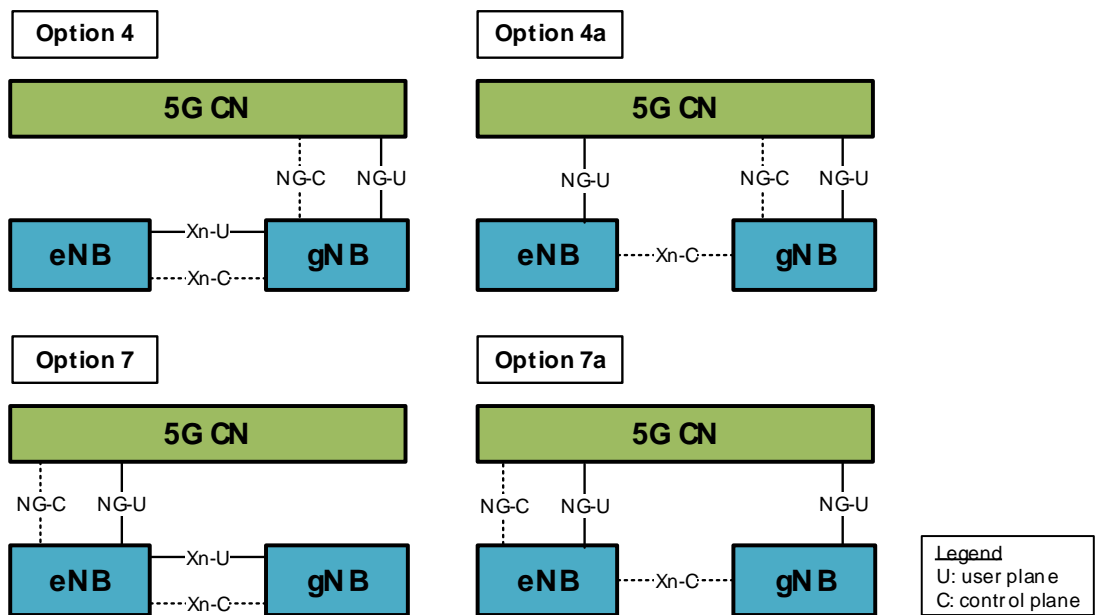 Option 4
Option 4a
5G CN
5G CN
NG-C
NG-U
NG-U
NG-C
NG-U
eNB
Xn-U
Xn-C
gNB
eNB
Xn-C
gNB
Option 7
Option 7a
5G CN
5G CN
NG-C
NG-U
NG-C
NG-U
NG-U
eNB
Xn-U
Xn-C
gNB
eNB
Xn-C
gNB
Legend
U: user plane
C: control plane